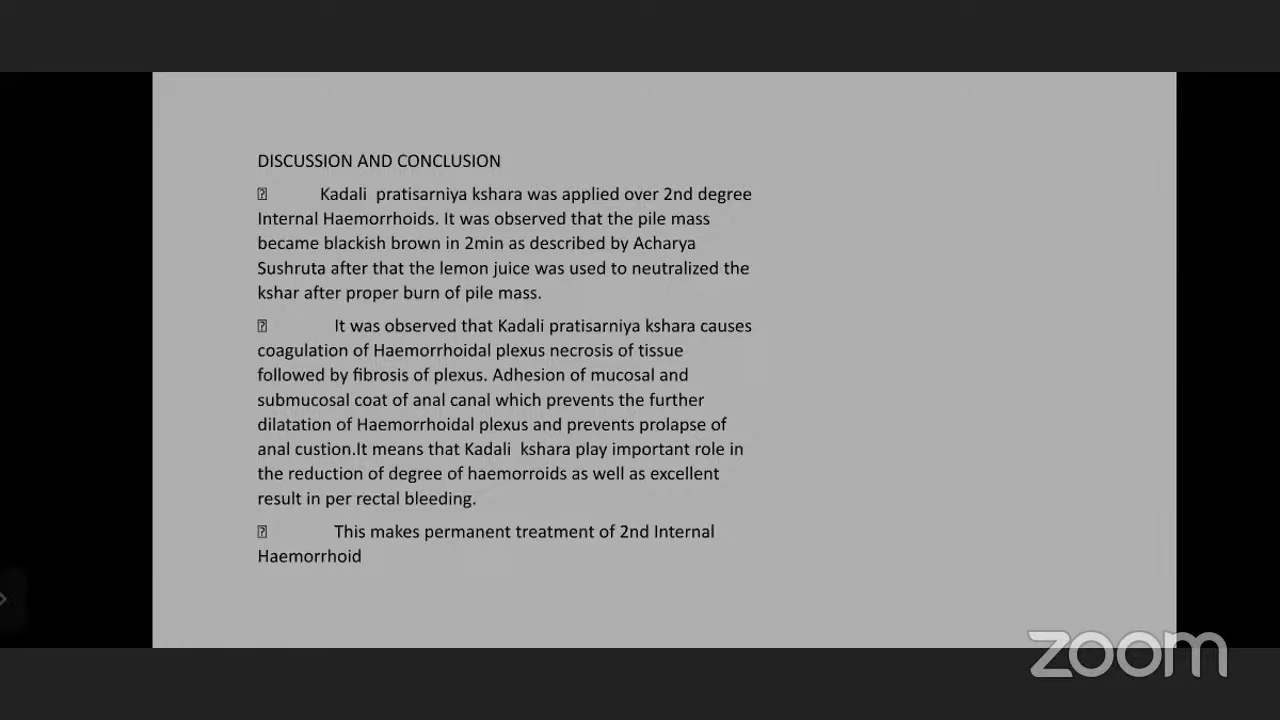 DISCUSSION AND CONCLUSION
Kadali pratisarniya kshara was applied over 2nd degree
Internal Haemorrhoids. It was observed that the pile mass
became blackish brown in 2min as described by Acharya
Sushruta after that the lemon juice was used to neutralized the
kshar after proper burn of pile mass.
It was observed that Kadali pratisarniya kshara causes
coagulation of Haemorrhoidal plexus necrosis of tissue
followed by fibrosis of plexus. Adhesion of mucosal and
submucosal coat of anal canal which prevents the further
dilatation of Haemorrhoidal plexus and prevents prolapse of
anal custion.It means that Kadali kshara play important role in
the reduction of degree of haemorroids as well as excellent
result in per rectal bleeding.
This makes permanent treatment of 2nd Internal
Haemorrhoid
zoom